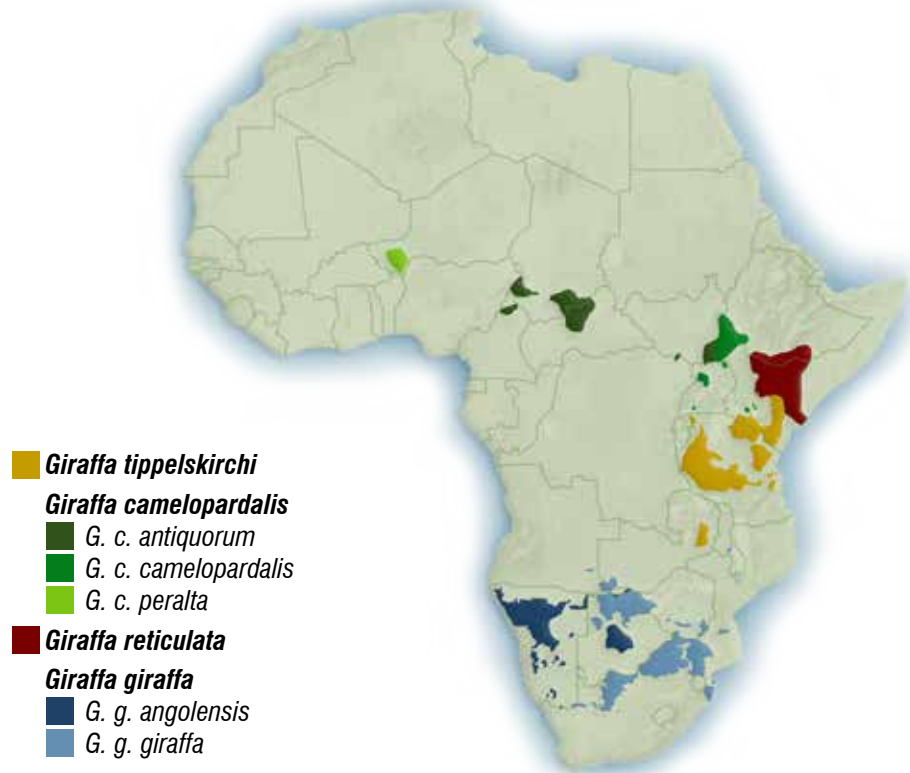 Giraffa tippelskirchi
Giraffa camelopardalis
G. c. antiquorum
G. c. camelopardalis
G. c. peralta
Giraffa reticulata
Giraffa giraffa
G. g. angolensis
G. g. giraffa